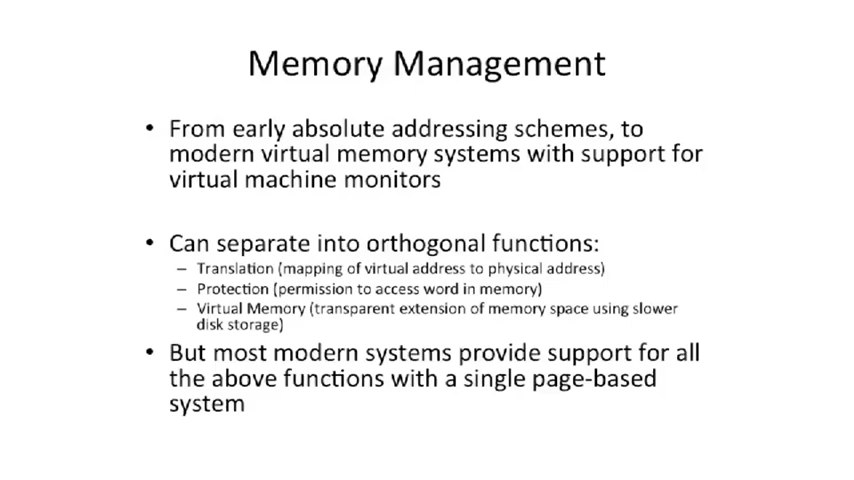 Memory Management
• From early absolute addressing schemes, to
modern virtual memory systems with support for
virtual machine monitors
• Can separate into orthogonal functions:
– Translation (mapping of virtual address to physical address)
– Protection (permission to access word in memory)
– Virtual Memory (transparent extension of memory space using slower
disk storage)
• But most modern systems provide support for all
the above functions with a single page-based
system